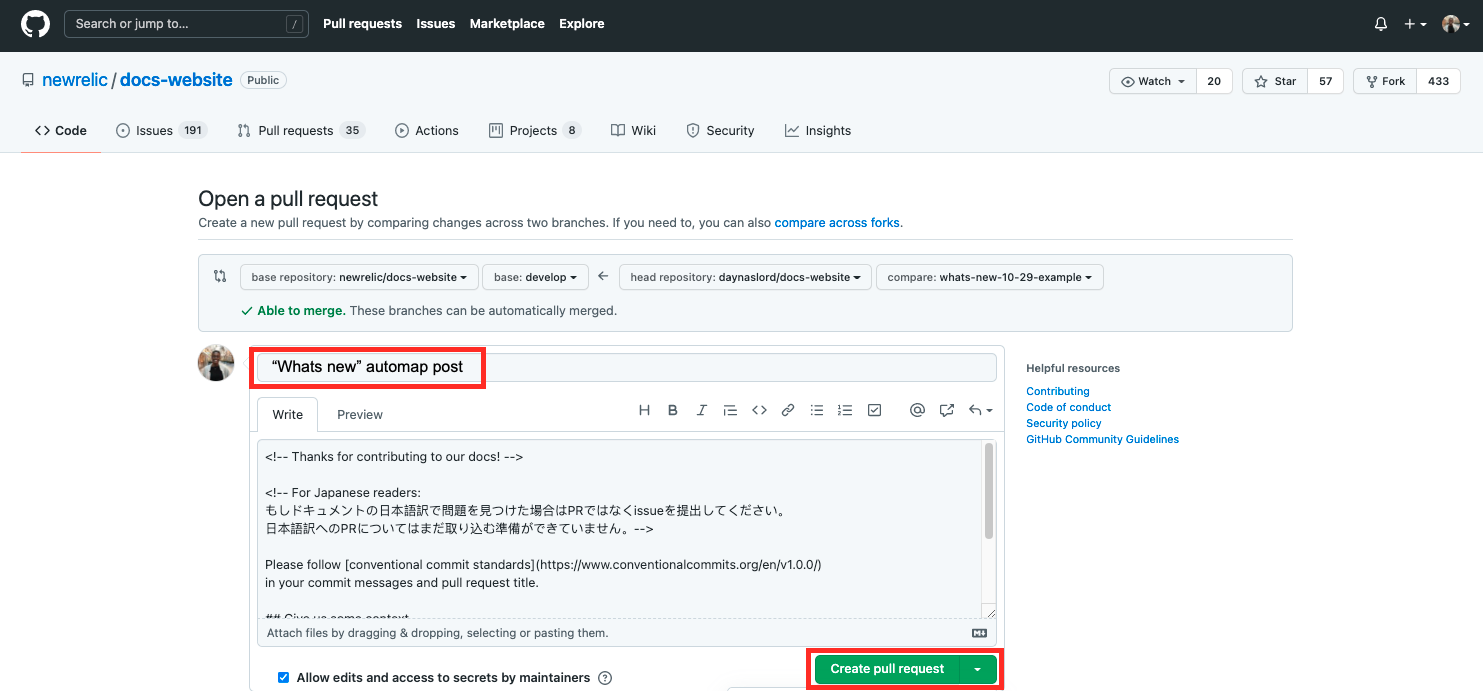 Search or jump to... /
Pull requests Issues Marketplace Explore
newrelic / docs-website Public
Watch 20 Star 57 Fork 433
Code Issues 191 Pull requests 35 Actions Projects 8 Wiki Security Insights
Open a pull request
Create a new pull request by comparing changes across two branches. If you need to, you can also compare across forks.
base repository: newrelic/docs-website base: develop head repository: daynaslord/docs-website compare: whats-new-10-29-example
Able to merge. These branches can be automatically merged.
“Whats new” automap post
Write Preview
<!-- Thanks for contributing to our docs! -->
<!-- For Japanese readers:
もしドキュメントの日本語訳で問題を見つけた場合はPRではなくissueを提出してください。
日本語訳へのPRについてはまだ取り込む準備ができていません。-->
Please follow [conventional commit standards](https://www.conventionalcommits.org/en/v1.0.0/)
in your commit messages and pull request title.
## Give us some context
Attach files by dragging & dropping, selecting or pasting them.
Allow edits and access to secrets by maintainers
Create pull request
Helpful resources
Contributing
Code of conduct
Security policy
GitHub Community Guidelines